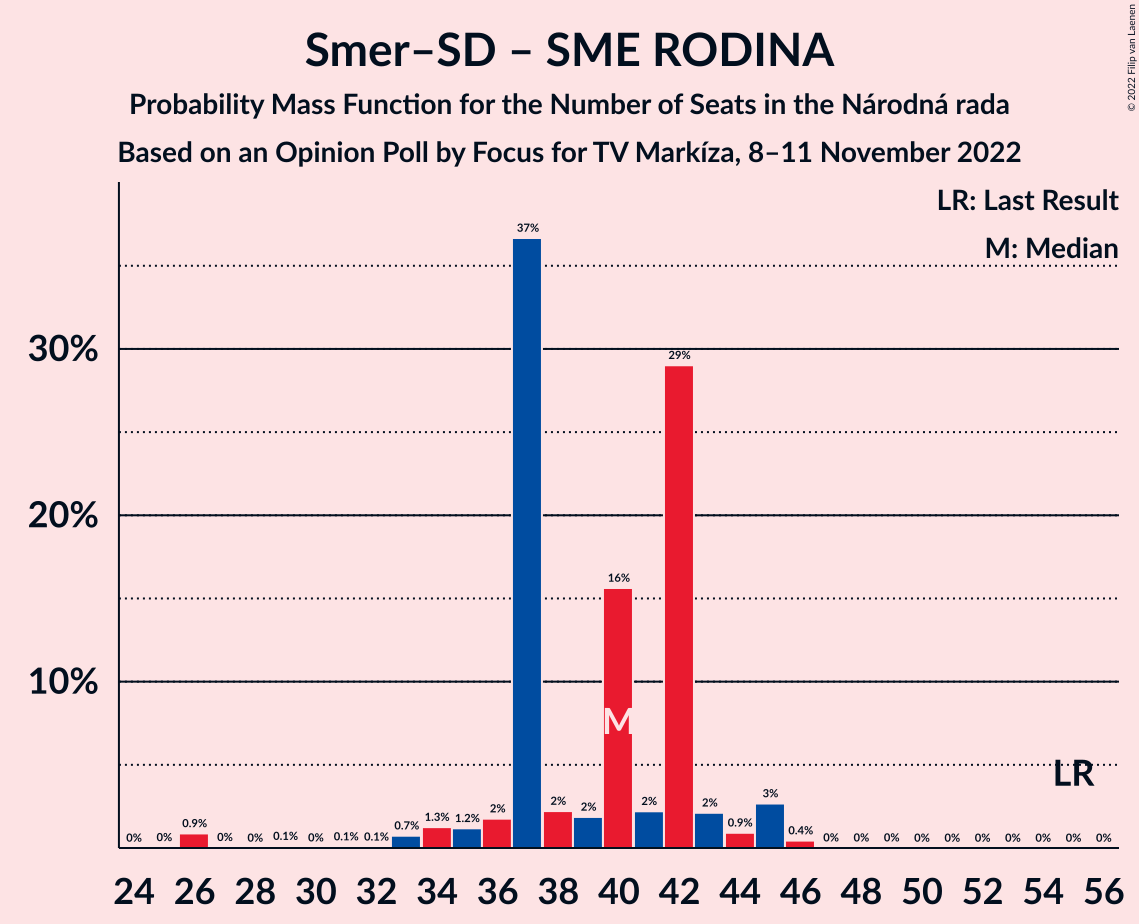 Smer–SD – SME RODINA
Probability Mass Function for the Number of Seats in the Národná rada
Based on an Opinion Poll by Focus for TV Markíza, 8–11 November 2022
© 2022 Filip van Laenen
LR: Last Result
M: Median
30%
20%
10%
0% 0% 0.9% 0% 0% 0.1% 0% 0.1% 0.1% 0.7% 1.3% 1.2% 2% 37% 2% 2% 16% 2% 29% 2% 0.9% 3% 0.4% 0% 0% 0% 0% 0% 0% 0% 0% 0% 0%
M
LR
24 26 28 30 32 34 36 38 40 42 44 46 48 50 52 54 56